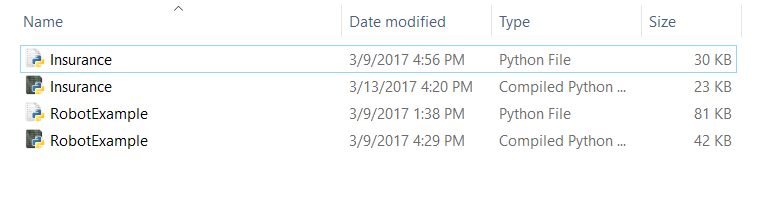 Name Date modified Type Size
Insurance 3/9/2017 4:56 PM Python File 30 KB
Insurance 3/13/2017 4:20 PM Compiled Python ... 23 KB
RobotExample 3/9/2017 1:38 PM Python File 81 KB
RobotExample 3/9/2017 4:29 PM Compiled Python ... 42 KB